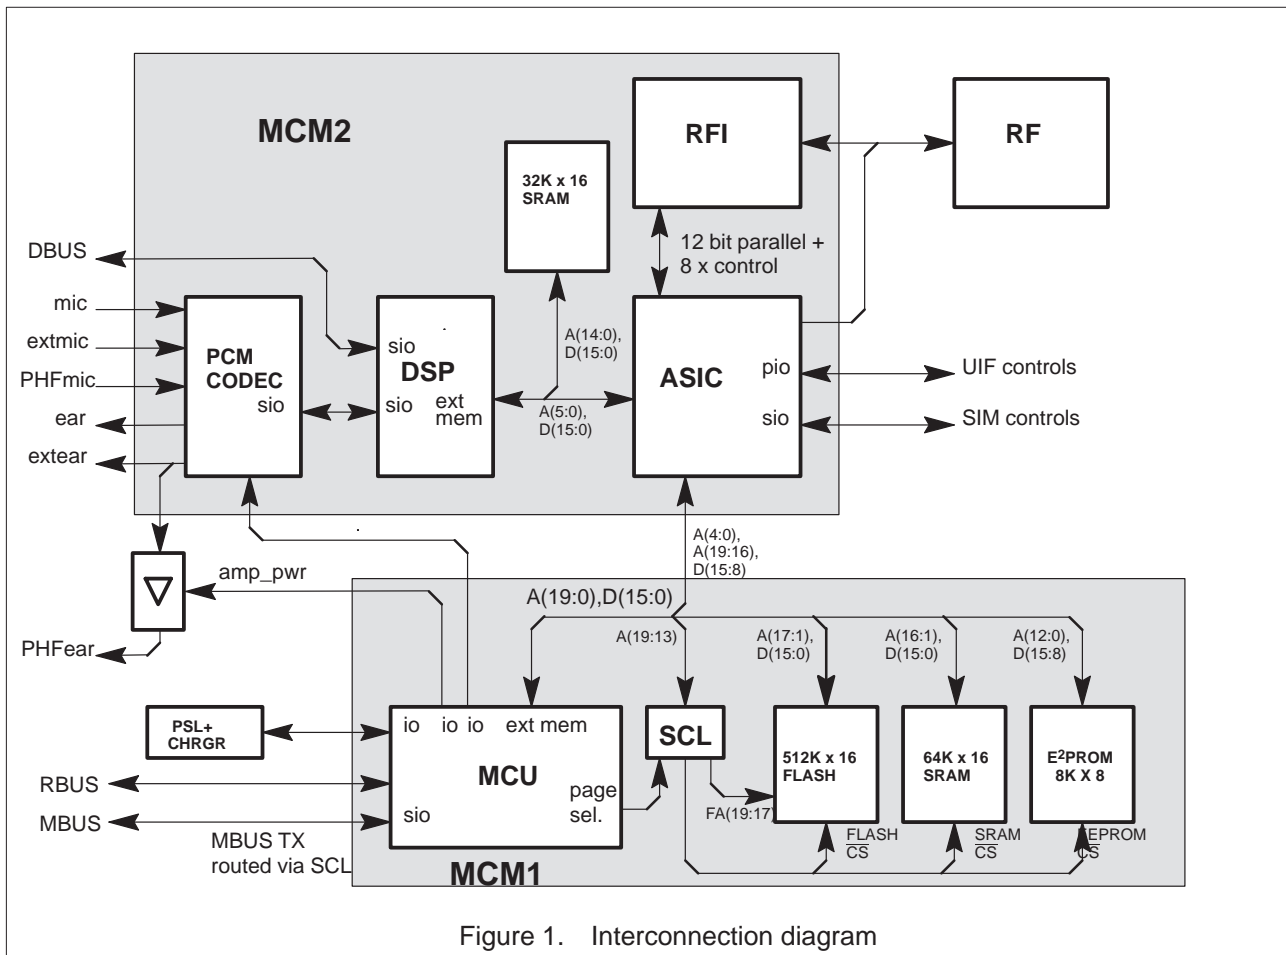 MCM2
RFI
RF
32K x 16
SRAM
12 bit parallel +
8 x control
DBUS
mic
extmic
PHFmic
ear
extear
PCM
CODEC
sio
sio
DSP
sio
ext
mem
A(14:0),
D(15:0)
A(5:0),
D(15:0)
ASIC
pio
sio
UIF controls
SIM controls
A(4:0),
A(19:16),
D(15:8)
amp_pwr
PHFear
A(19:0),D(15:0)
A(19:13)
A(17:1),
D(15:0)
A(16:1),
D(15:0)
A(12:0),
D(15:8)
PSL+
CHRGR
RBUS
MBUS
MBUS TX
routed via SCL
io
io
io
ext mem
MCU
sio
page
sel.
SCL
FA(19:17)
512K x 16
FLASH
64K x 16
SRAM
E²PROM
8K X 8
FLASH
CS
SRAM
CS
EEPROM
CS
MCM1
Figure 1. Interconnection diagram